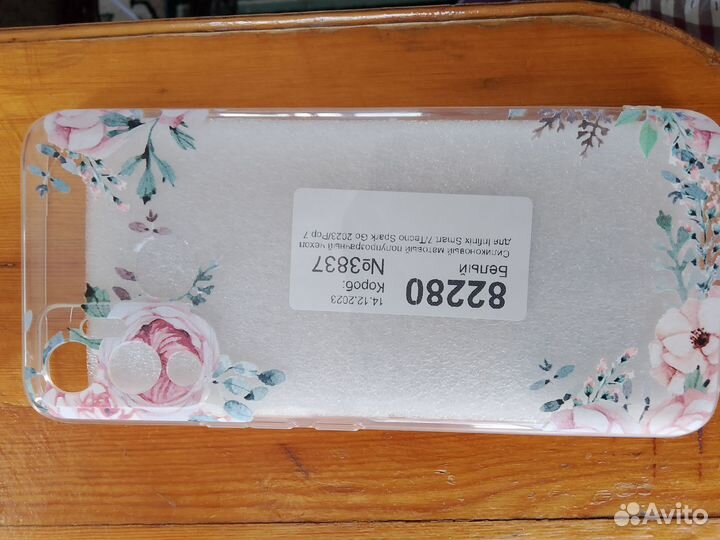 82280
14.12.2023
Короб:
№3837
Белый
Силиконовый матовый полупрозрачный чехол
для Infinix Smart 7/Tecno Spark Go 2023/Pop 7
Avito